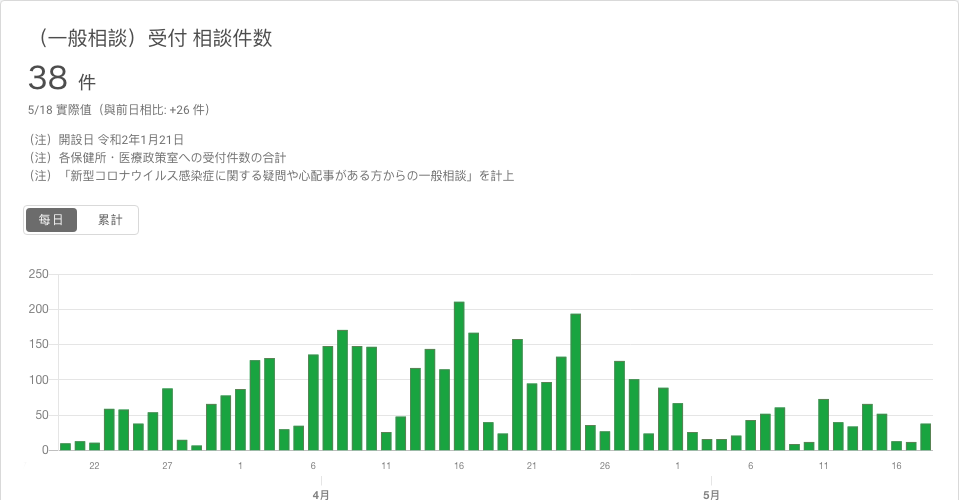 （一般相談）受付 相談件数
38 件
5/18 實際值（與前日相比: +26 件）
（注）開設日 令和2年1月21日
（注）各保健所・医療政策室への受付件数の合計
（注）「新型コロナウイルス感染症に関する疑問や心配事がある方からの一般相談」を計上
每日 累計
250
200
150
100
50
0
22 27 1 6 11 16 21 26 1 6 11 16
4月 5月